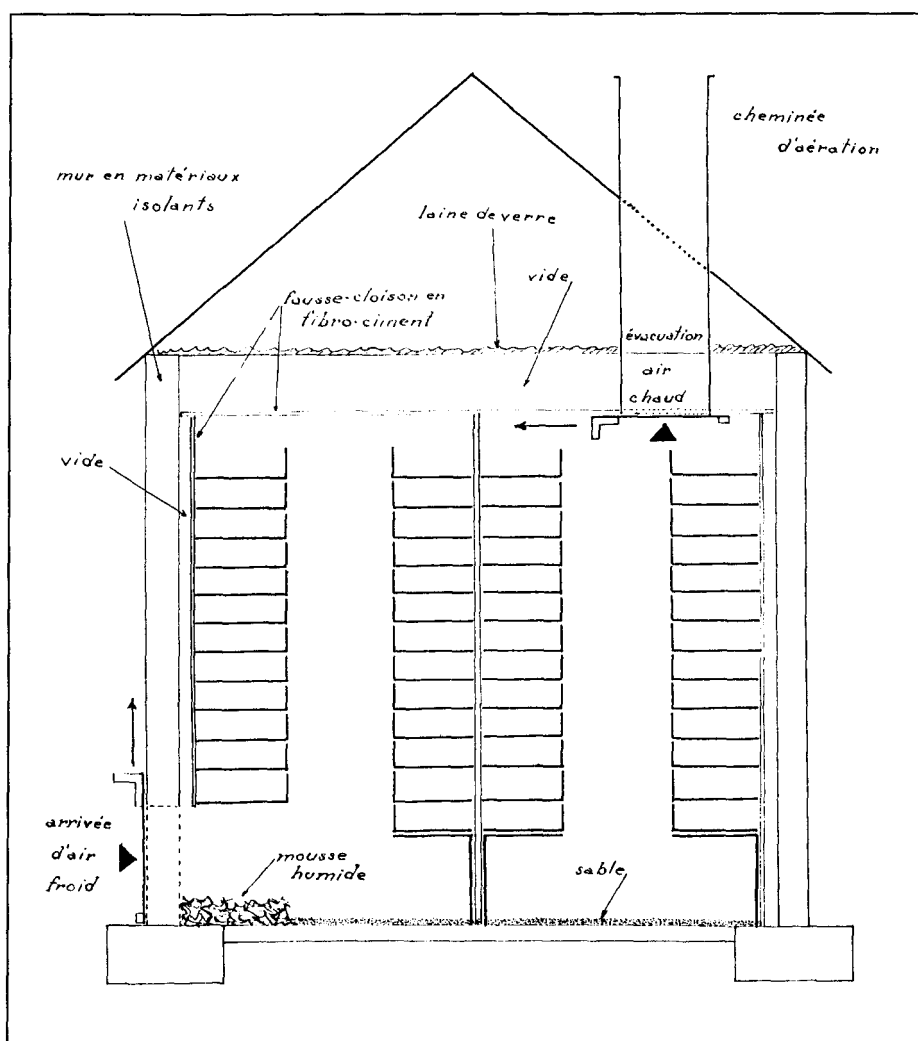 cheminée
d'aération
mur en matériaux
isolants
laine de verre
vide
fausse-cloison en
fibro-ciment
évacuation
air
chaud
vide
arrivée
d'air
froid
mousse
humide
sable